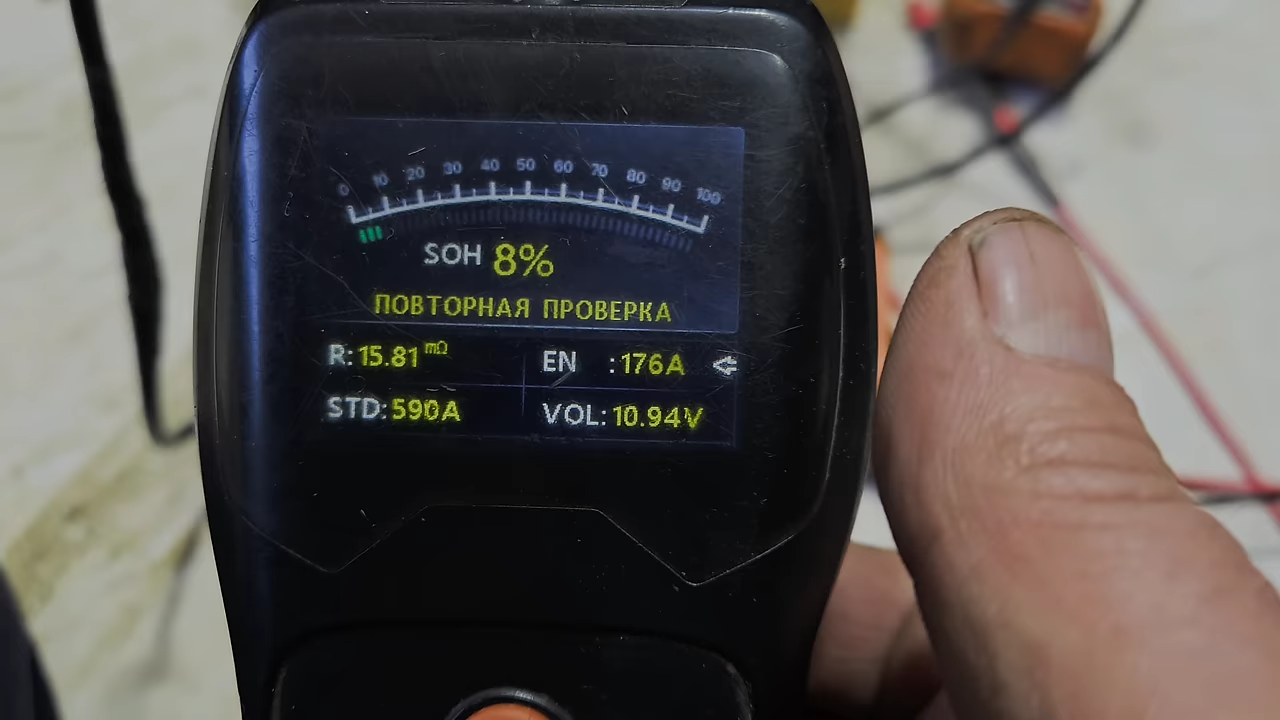 0 10 20 30 40 50 60 70 80 90 100
SOH 8%
ПОВТОРНАЯ ПРОВЕРКА
R: 15.81 mΩ EN : 176A
STD: 590A VOL: 10.94V